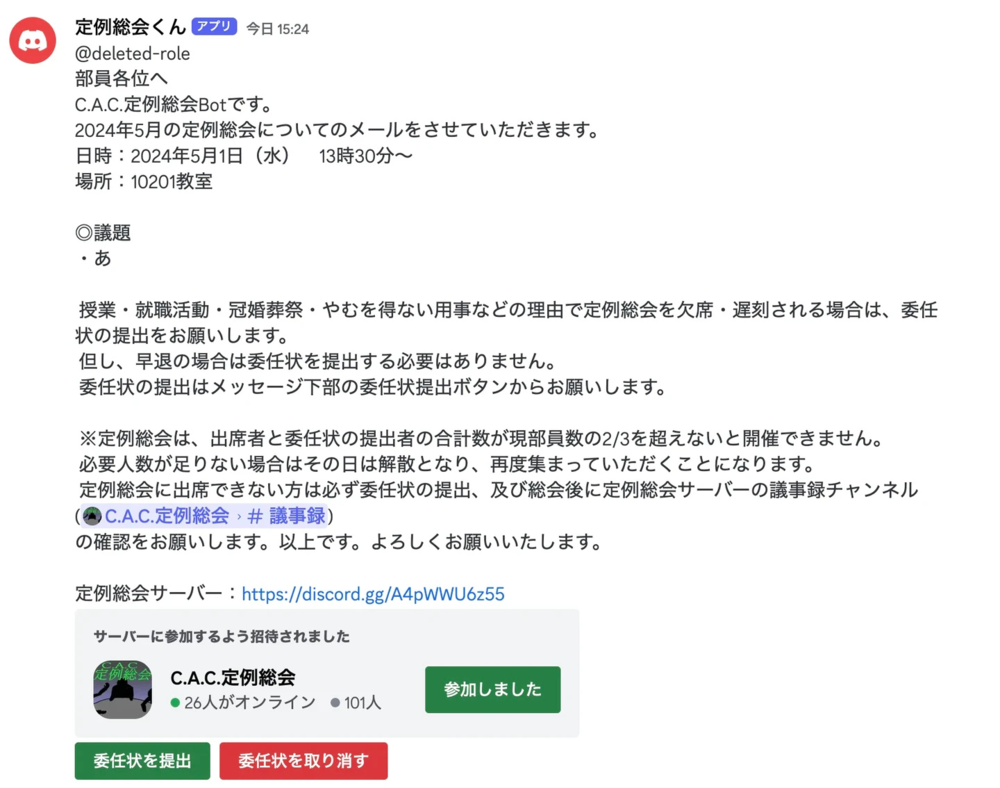 定例総会くん アプリ 今日 15:24
@deleted-role
部員各位へ
C.A.C.定例総会Botです。
2024年5月の定例総会についてのメールをさせていただきます。
日時：2024年5月1日（水）　13時30分〜
場所：10201教室
◎議題
・あ
授業・就職活動・冠婚葬祭・やむを得ない用事などの理由で定例総会を欠席・遅刻される場合は、委任
状の提出をお願いします。
但し、早退の場合は委任状を提出する必要はありません。
委任状の提出はメッセージ下部の委任状提出ボタンからお願いします。
※定例総会は、出席者と委任状の提出者の合計数が現部員数の2/3を超えないと開催できません。
必要人数が足りない場合はその日は解散となり、再度集まっていただくことになります。
定例総会に出席できない方は必ず委任状の提出、及び総会後に定例総会サーバーの議事録チャンネル
(C.A.C.定例総会 › # 議事録)
の確認をお願いします。以上です。よろしくお願いいたします。
定例総会サーバー：https://discord.gg/A4pWWU6z55
サーバーに参加するよう招待されました
C.A.C
定例総会
C.A.C.定例総会
26人がオンライン 101人
参加しました
委任状を提出 委任状を取り消す